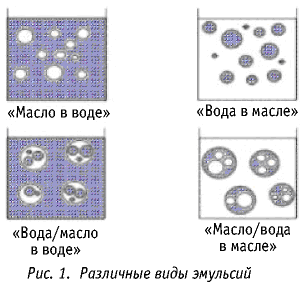 «Масло в воде»
«Вода в масле»
«Вода/масло
в воде»
«Масло/вода
в масле»
Рис. 1. Различные виды эмульсий